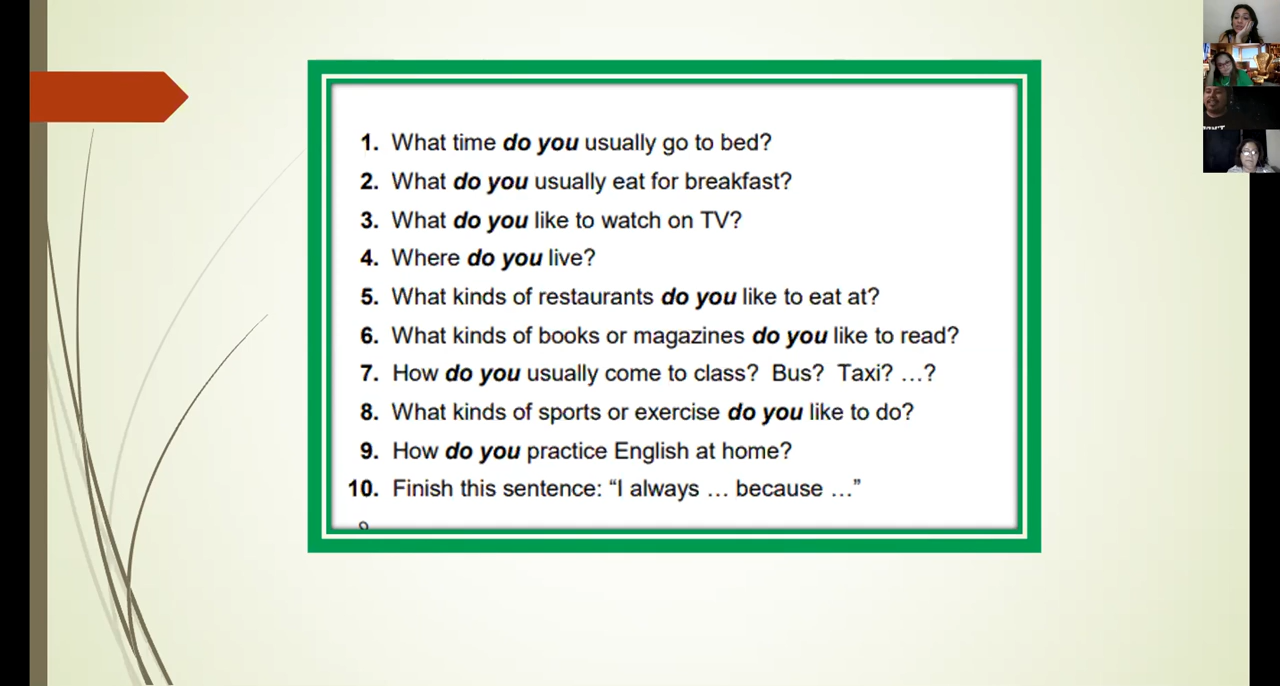 1. What time do you usually go to bed?
2. What do you usually eat for breakfast?
3. What do you like to watch on TV?
4. Where do you live?
5. What kinds of restaurants do you like to eat at?
6. What kinds of books or magazines do you like to read?
7. How do you usually come to class? Bus? Taxi? …?
8. What kinds of sports or exercise do you like to do?
9. How do you practice English at home?
10. Finish this sentence: “I always … because …”